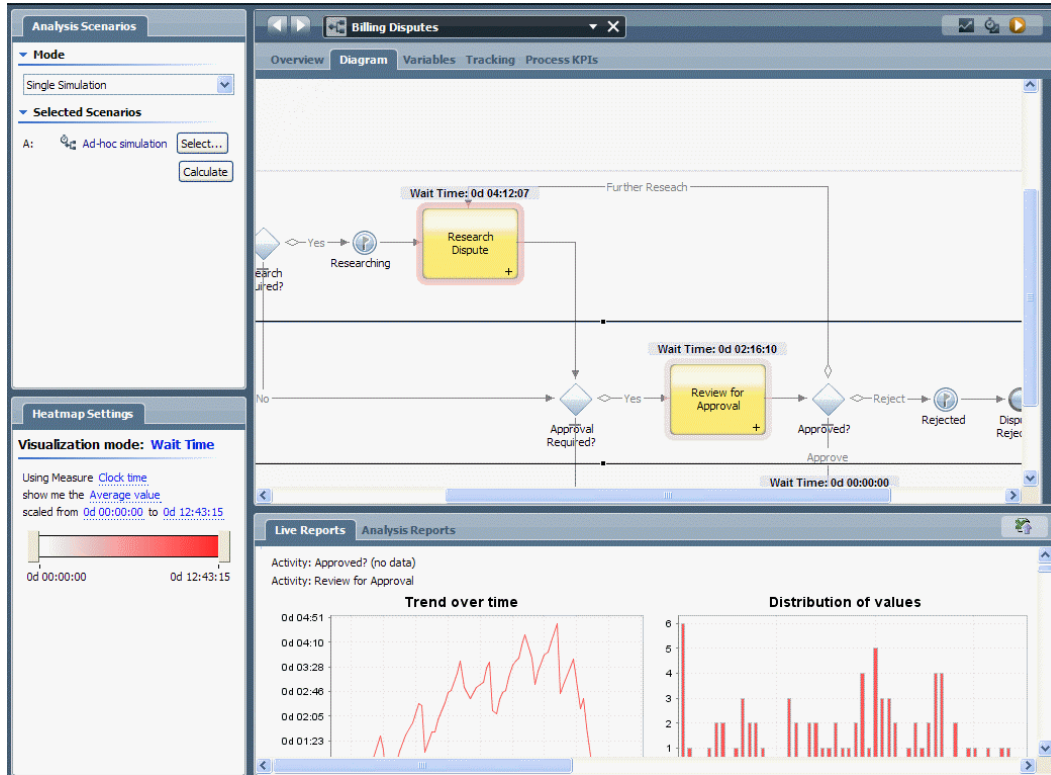 Analysis Scenarios
Mode
Single Simulation
Selected Scenarios
A: Ad-hoc simulation Select...
Calculate
Heatmap Settings
Visualization mode: Wait Time
Using Measure Clock time
show me the Average value
scaled from 0d 00:00:00 to 0d 12:43:15
0d 00:00:00 0d 12:43:15
Billing Disputes
Overview Diagram Variables Tracking Process KPIs
Wait Time: 0d 04:12:07
Further Reseach
Research
Dispute
Yes
Researching
earch
uired?
Wait Time: 0d 02:16:10
No
Yes
Review for
Approval
Reject
Approval
Required?
Approved?
Rejected
Disp
Rejec
Approve
Wait Time: 0d 00:00:00
Live Reports Analysis Reports
Activity: Approved? (no data)
Activity: Review for Approval
Trend over time
0d 04:51
0d 04:10
0d 03:28
0d 02:46
0d 02:05
0d 01:23
Distribution of values
6
5
4
3
2
1